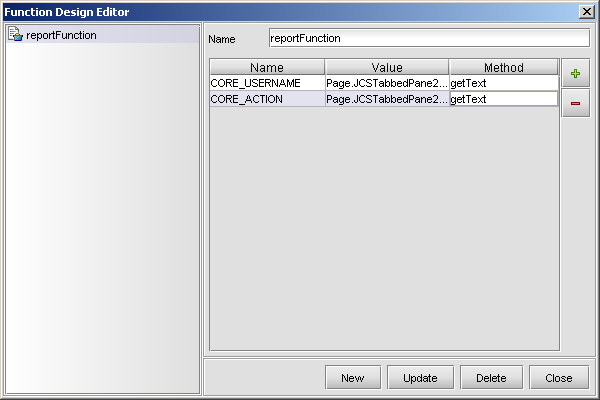 Function Design Editor
reportFunction
Name reportFunction
Name Value Method
CORE_USERNAME Page.JCSTabbedPane2... getText
CORE_ACTION Page.JCSTabbedPane2... getText
New Update Delete Close